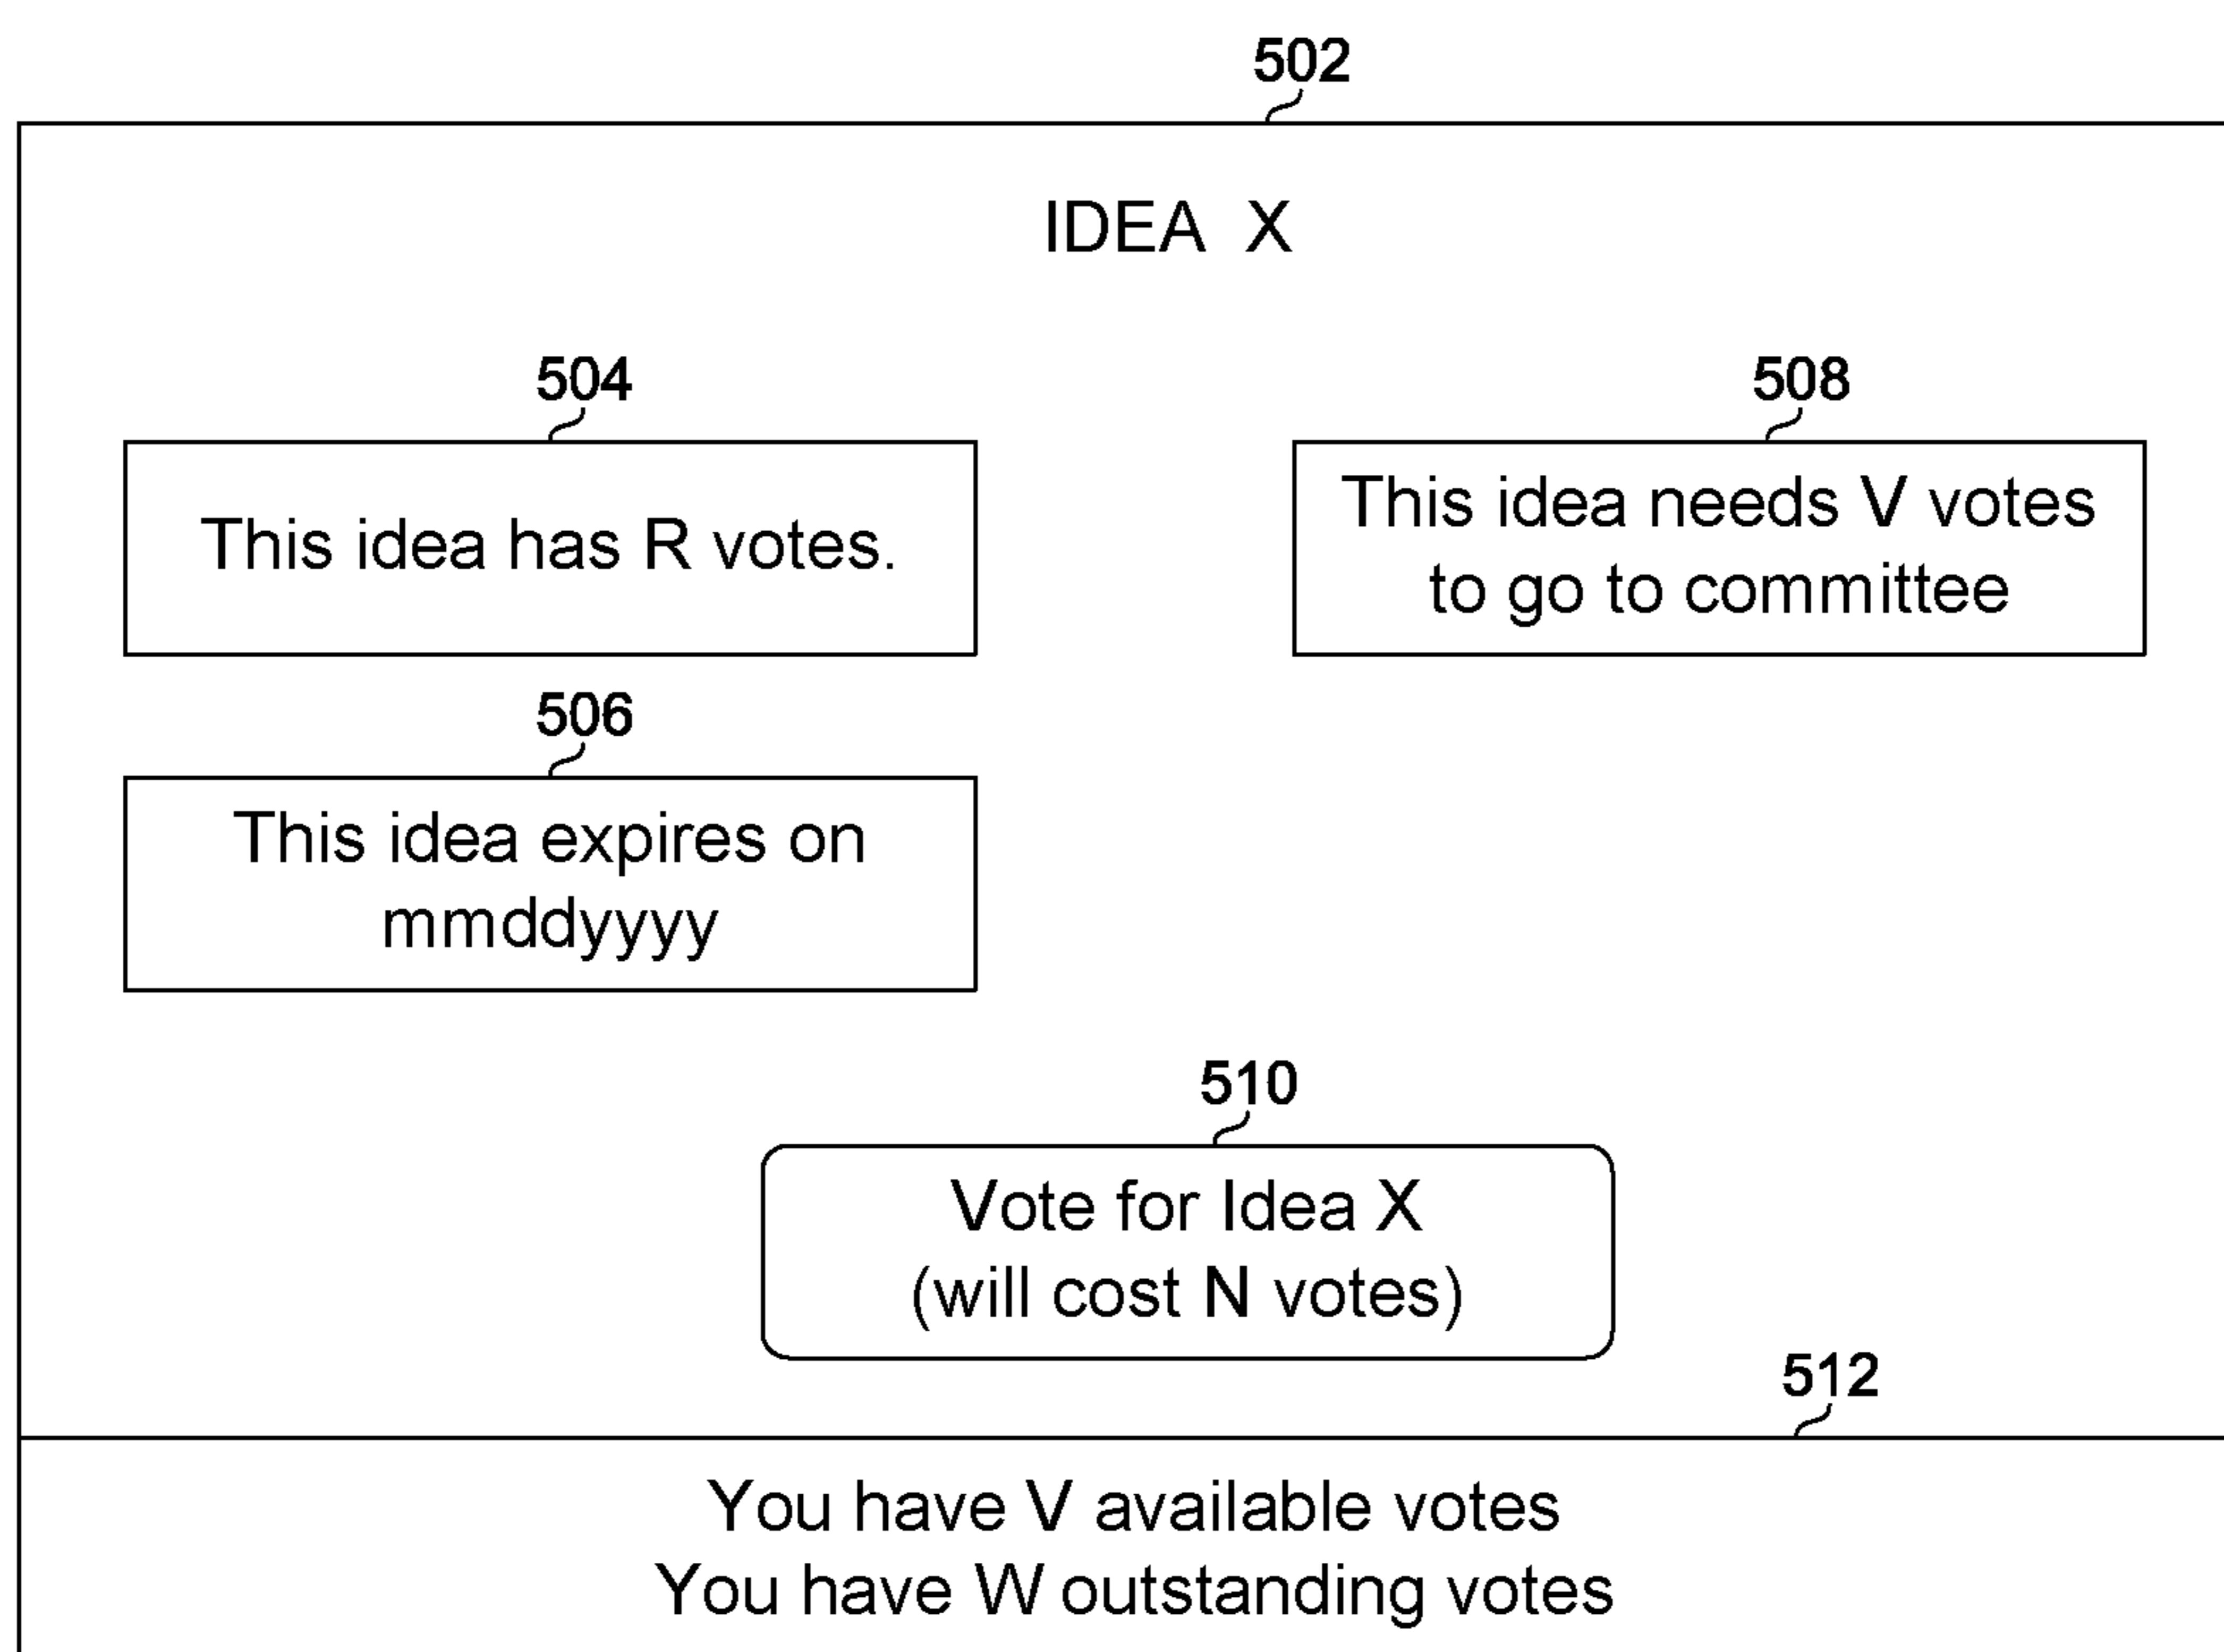 502
IDEA X
504
This idea has R votes.
508
This idea needs V votes
to go to committee
506
This idea expires on
mmddyyyy
510
Vote for Idea X
(will cost N votes)
512
You have V available votes
You have W outstanding votes